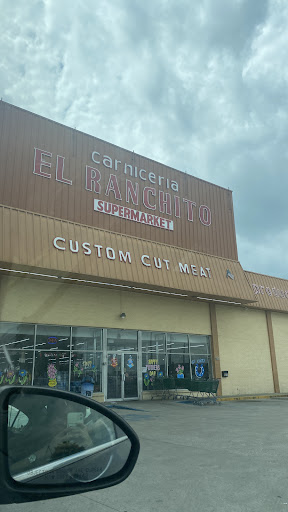 carniceria
EL RANCHITO
SUPERMARKET
CUSTOM CUT MEAT